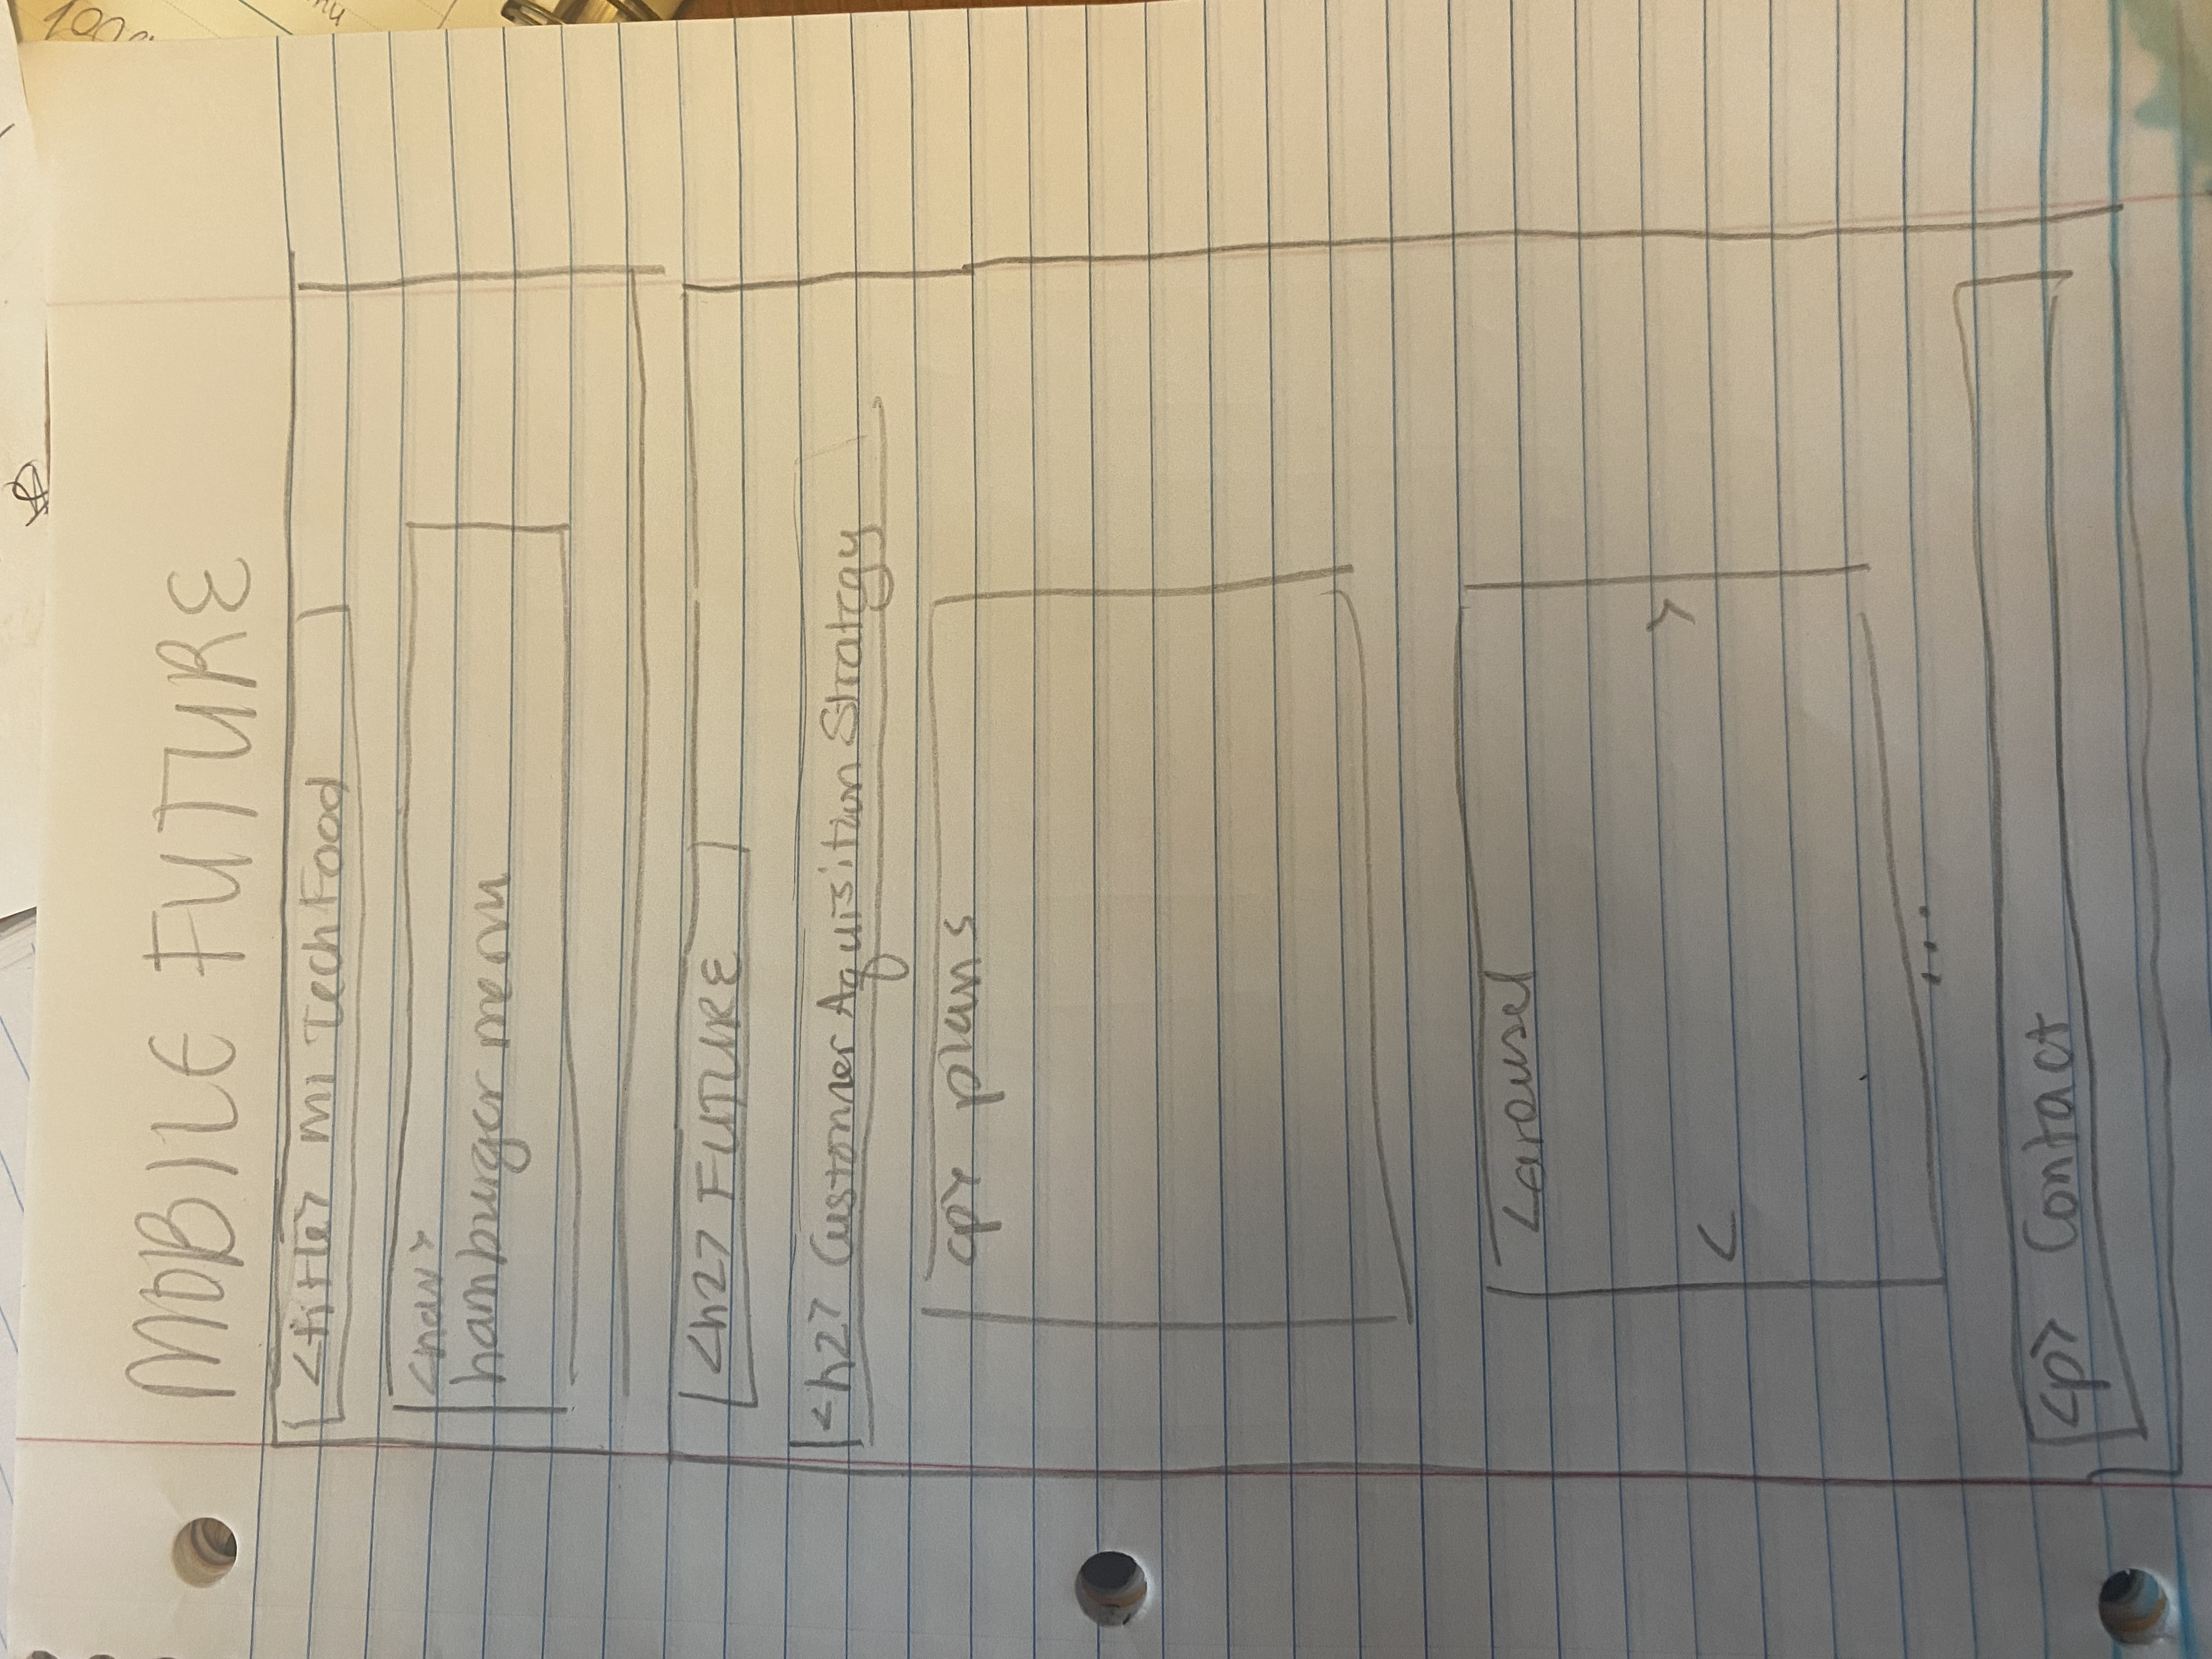 MOBILE FUTURE
<title> Mi Tech Food
<nav>
hamburger menu
<h2> FUTURE
<h2> Customer Aquisition Strategy
<p> plans
Carousel
< >
...
<p> Contact